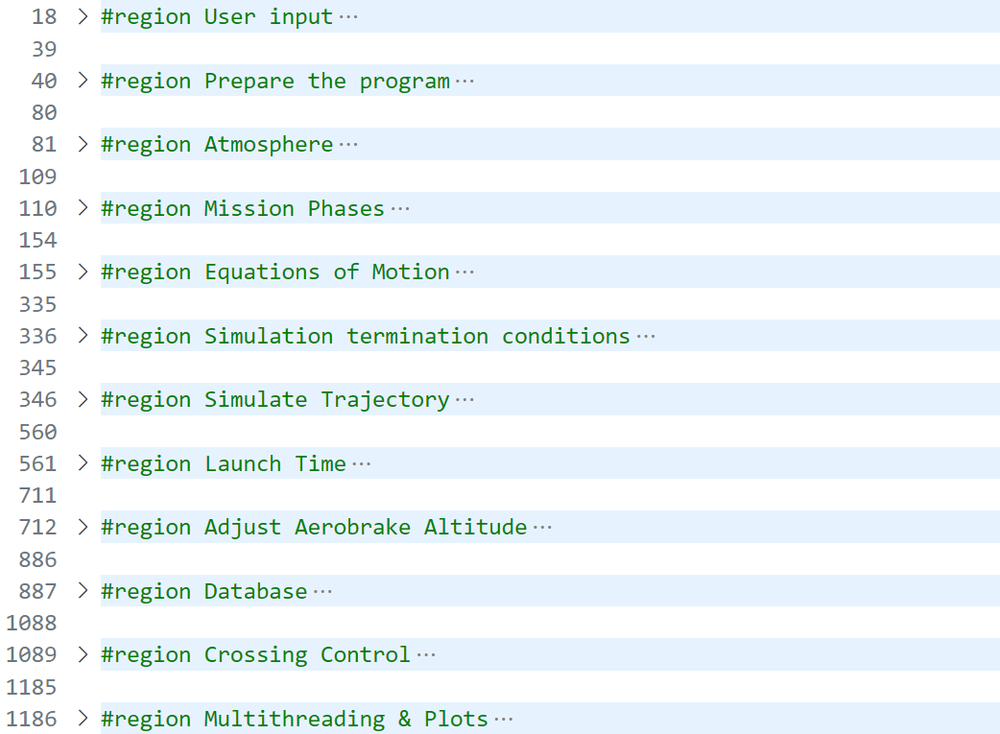 18 > #region User input ···
39
40 > #region Prepare the program ···
80
81 > #region Atmosphere ···
109
110 > #region Mission Phases ···
154
155 > #region Equations of Motion ···
335
336 > #region Simulation termination conditions ···
345
346 > #region Simulate Trajectory ···
560
561 > #region Launch Time ···
711
712 > #region Adjust Aerobrake Altitude ···
886
887 > #region Database ···
1088
1089 > #region Crossing Control ···
1185
1186 > #region Multithreading & Plots ···